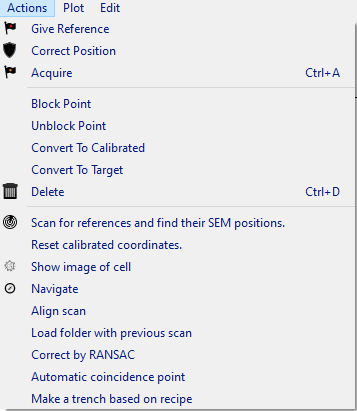 Actions Plot Edit
Give Reference
Correct Position
Acquire Ctrl+A
Block Point
Unblock Point
Convert To Calibrated
Convert To Target
Delete Ctrl+D
Scan for references and find their SEM positions.
Reset calibrated coordinates.
Show image of cell
Navigate
Align scan
Load folder with previous scan
Correct by RANSAC
Automatic coincidence point
Make a trench based on recipe